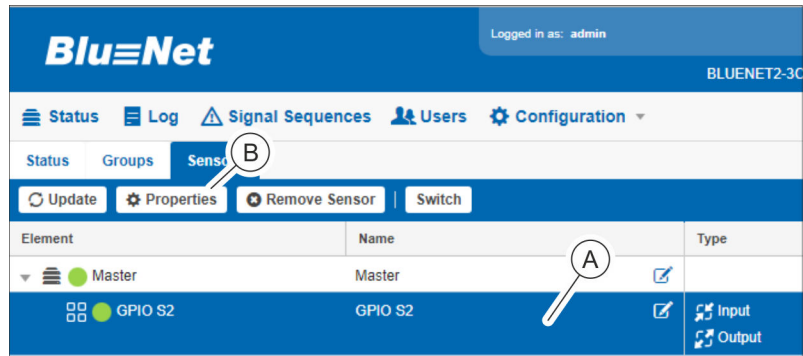 Logged in as: admin
BlueNet
BLUENET2-3C
Status Log Signal Sequences Users Configuration
B
Status Groups
Update Properties Remove Sensor | Switch
Element Name Type
A
Master Master
GPIO S2 GPIO S2 Input
Output